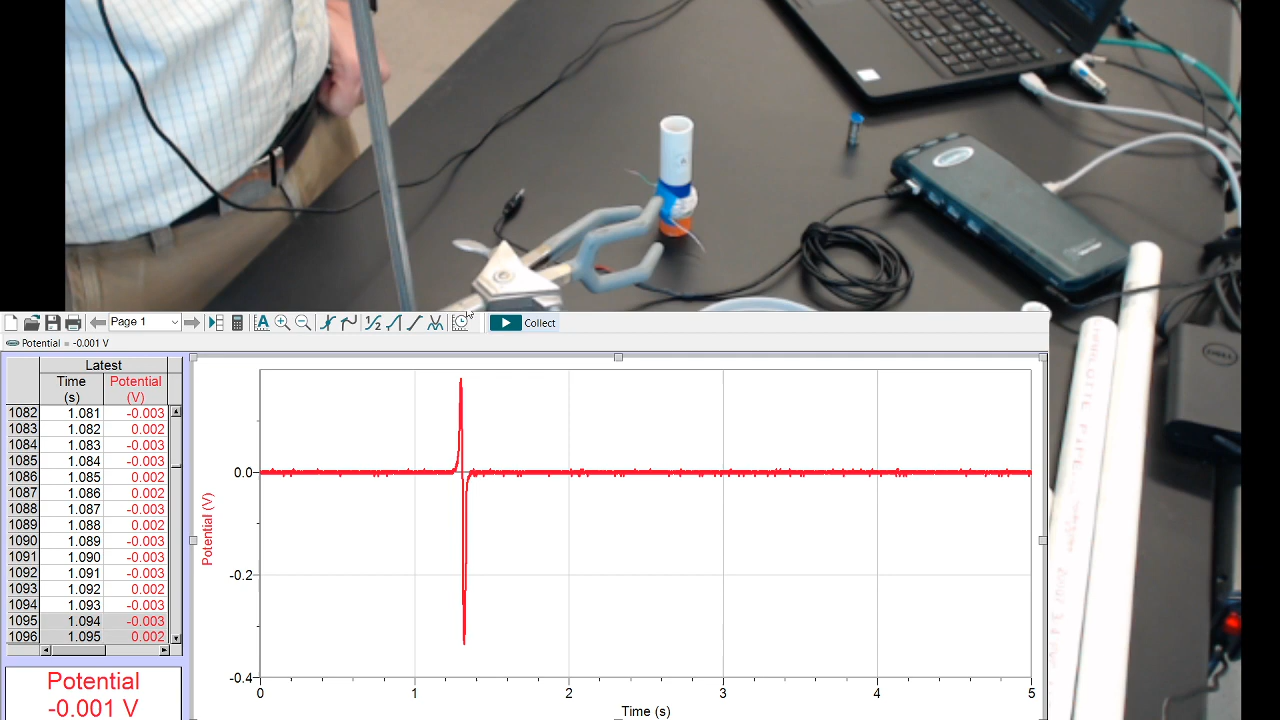 Page 1
Collect
Potential = -0.001 V
Latest
Time Potential
(s) (V)
1082 1.081 -0.003
1083 1.082 0.002
1084 1.083 -0.003
1085 1.084 -0.003
1086 1.085 0.002
1087 1.086 0.002
1088 1.087 -0.003
1089 1.088 0.002
1090 1.089 -0.003
1091 1.090 -0.003
1092 1.091 -0.003
1093 1.092 0.002
1094 1.093 -0.003
1095 1.094 -0.003
1096 1.095 0.002
Potential
-0.001 V
0.0
-0.2
-0.4
Potential (V)
0 1 2 3 4 5
Time (s)
DELL